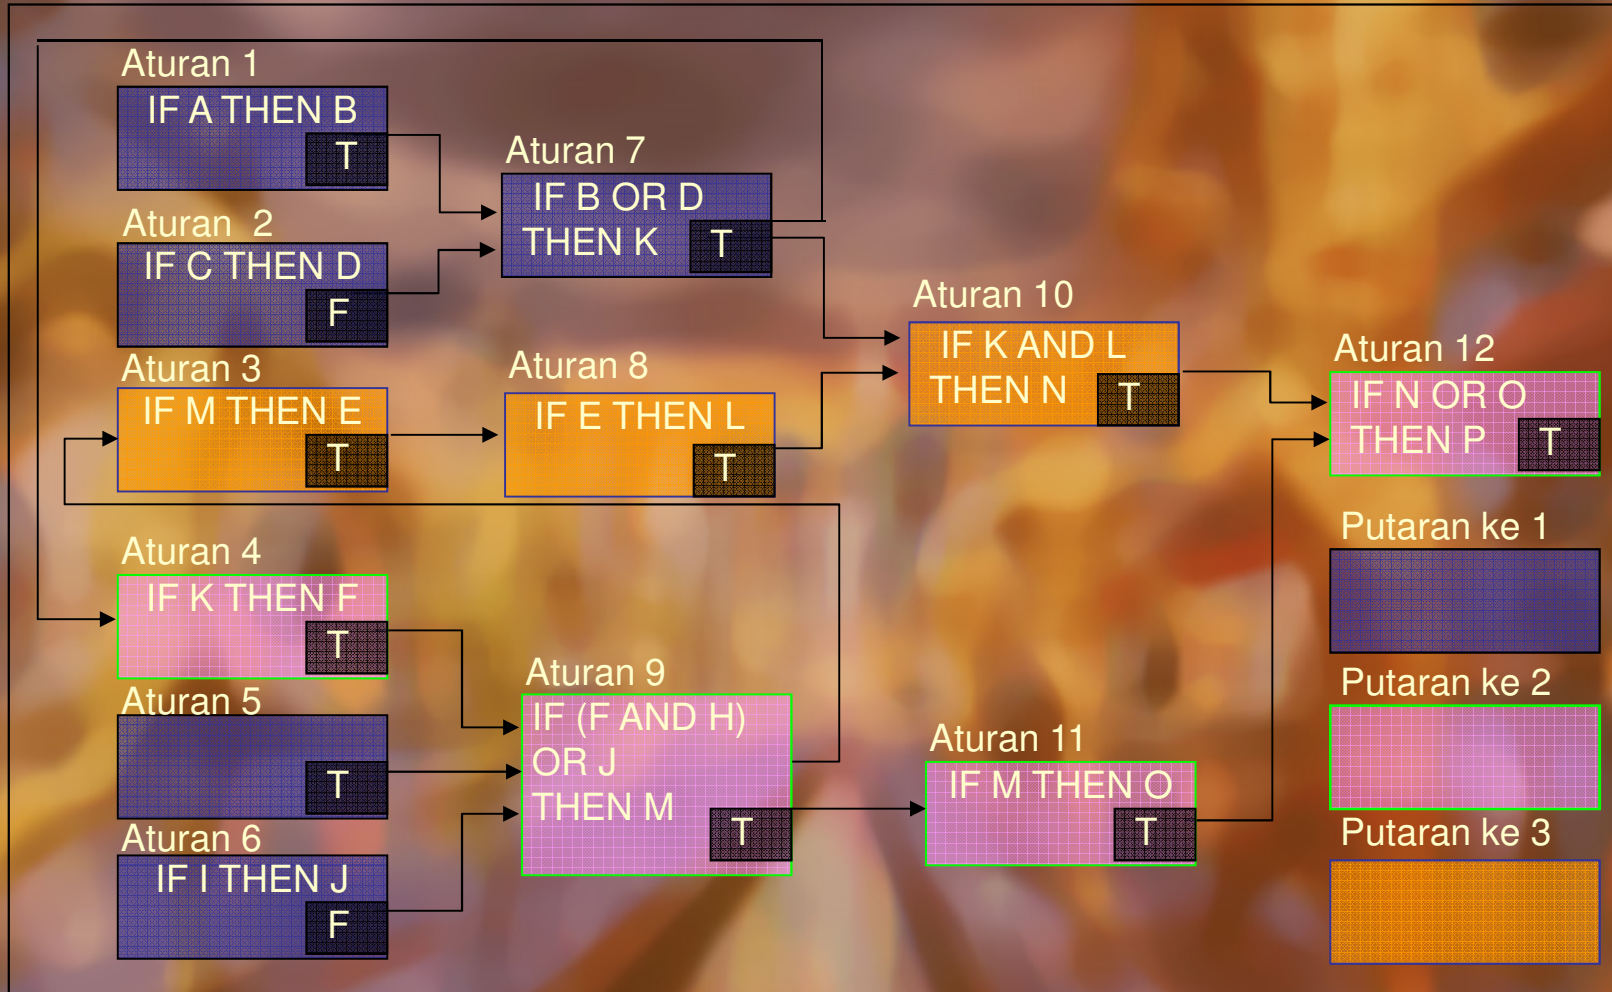 Aturan 1
IF A THEN B
T
Aturan 2
IF C THEN D
F
Aturan 3
IF M THEN E
T
Aturan 4
IF K THEN F
T
Aturan 5
T
Aturan 6
IF I THEN J
F
Aturan 7
IF B OR D
THEN K
T
Aturan 8
IF E THEN L
T
Aturan 9
IF (F AND H)
OR J
THEN M
T
Aturan 10
IF K AND L
THEN N
T
Aturan 11
IF M THEN O
T
Aturan 12
IF N OR O
THEN P
T
Putaran ke 1
Putaran ke 2
Putaran ke 3